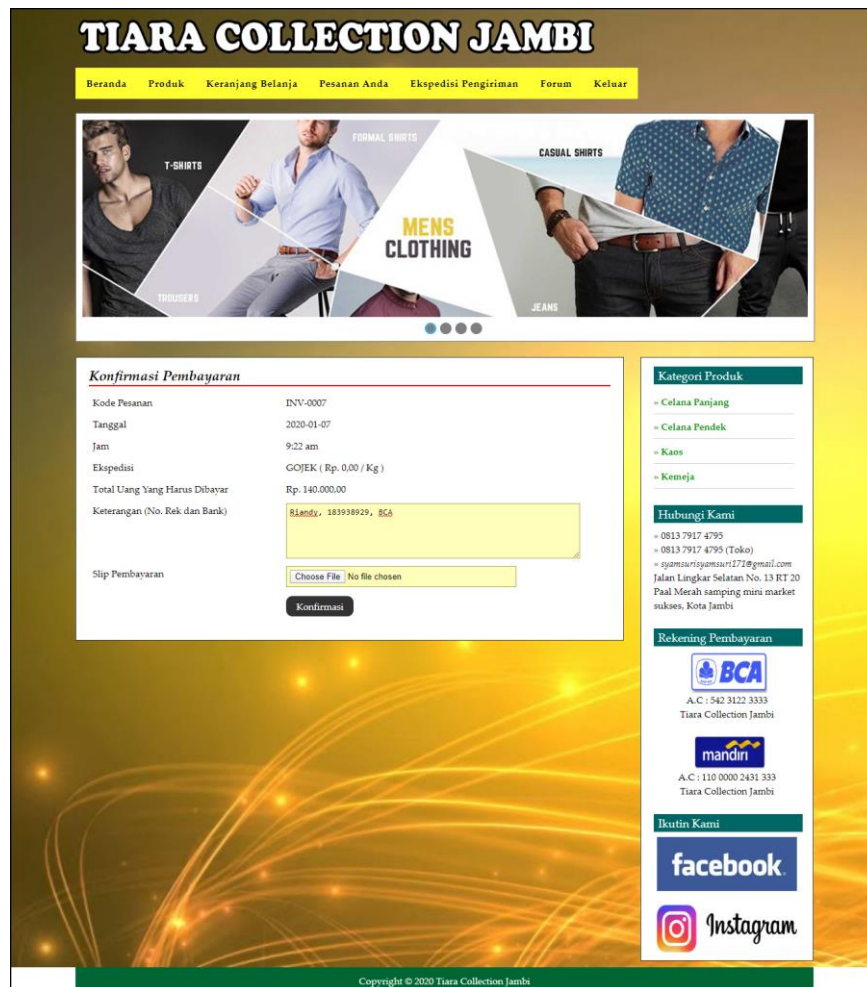 TIARA COLLECTION JAMBI
Beranda Produk Keranjang Belanja Pesanan Anda Ekspedisi Pengiriman Forum Keluar
T-SHIRTS
FORMAL SHIRTS
CASUAL SHIRTS
MENS
CLOTHING
TROUSERS
JEANS
Konfirmasi Pembayaran
Kode Pesanan INV-0007
Tanggal 2020-01-07
Jam 9:22 am
Ekspedisi GOJEK ( Rp. 0,00 / Kg )
Total Uang Yang Harus Dibayar Rp. 140.000,00
Keterangan (No. Rek dan Bank) Riandy, 183938929, BCA
Slip Pembayaran Choose File No file chosen
Konfirmasi
Kategori Produk
» Celana Panjang
» Celana Pendek
» Kaos
» Kemeja
Hubungi Kami
» 0813 7917 4795
» 0813 7917 4795 (Toko)
» syamsurisyamsuri171@gmail.com
Jalan Lingkar Selatan No. 13 RT 20
Paal Merah samping mini market
sukses, Kota Jambi
Rekening Pembayaran
BCA
A.C : 542 3122 3333
Tiara Collection Jambi
mandiri
A.C : 110 0000 2431 333
Tiara Collection Jambi
Ikutin Kami
facebook
Instagram
Copyright © 2020 Tiara Collection Jambi